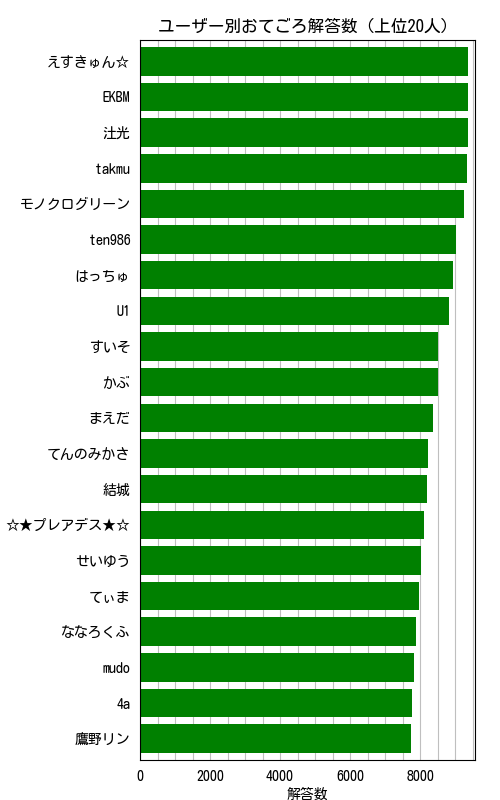 ユーザー別おてごろ解答数（上位20人）
えすきゅん☆
EKBM
辻光
takmu
モノクログリーン
ten986
はっちゅ
U1
すいそ
かぶ
まえだ
てんのみかさ
結城
☆★プレアデス★☆
せいゆう
てぃま
ななろくふ
mudo
4a
鷹野リン
0 2000 4000 6000 8000
解答数